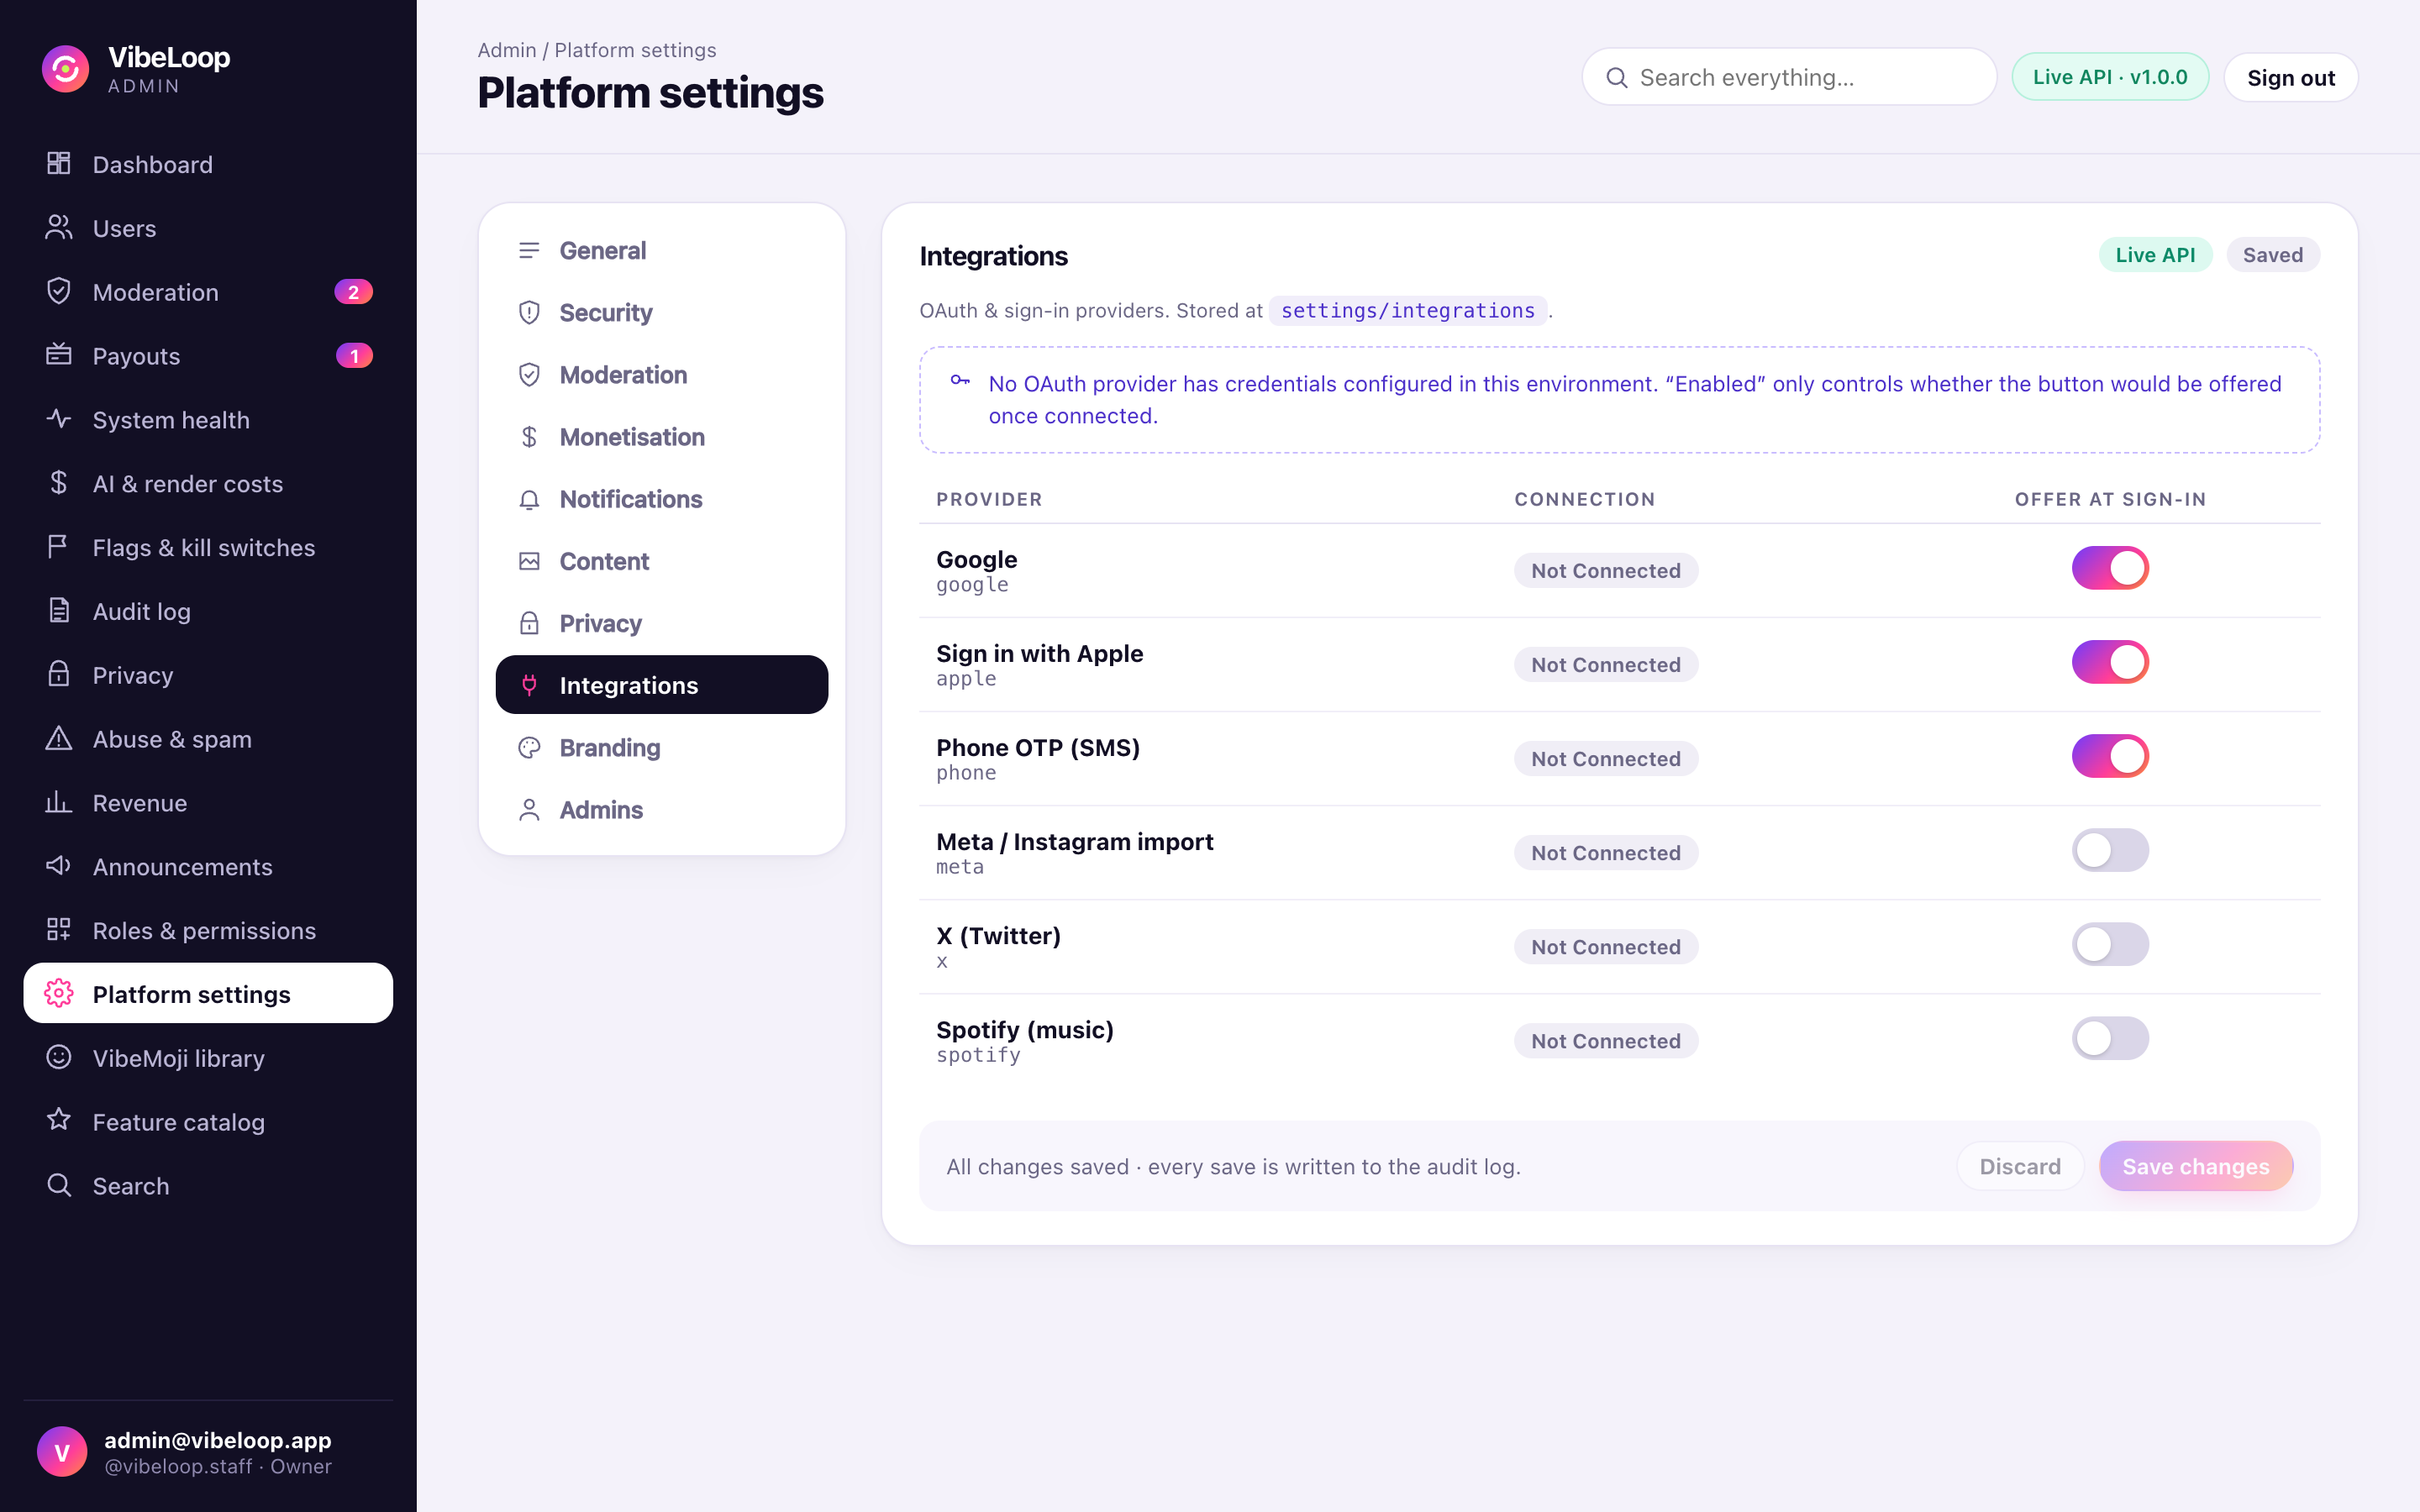 VibeLoop
ADMIN
Dashboard
Users
Moderation 2
Payouts 1
System health
AI & render costs
Flags & kill switches
Audit log
Privacy
Abuse & spam
Revenue
Announcements
Roles & permissions
Platform settings
VibeMoji library
Feature catalog
Search
V
admin@vibeloop.app
@vibeloop.staff · Owner
Admin / Platform settings
Platform settings
Search everything...
Live API · v1.0.0
Sign out
General
Security
Moderation
Monetisation
Notifications
Content
Privacy
Integrations
Branding
Admins
Integrations
Live API
Saved
OAuth & sign-in providers. Stored at settings/integrations.
No OAuth provider has credentials configured in this environment. “Enabled” only controls whether the button would be offered
once connected.
PROVIDER CONNECTION OFFER AT SIGN-IN
Google
google
Not Connected
Sign in with Apple
apple
Not Connected
Phone OTP (SMS)
phone
Not Connected
Meta / Instagram import
meta
Not Connected
X (Twitter)
x
Not Connected
Spotify (music)
spotify
Not Connected
All changes saved · every save is written to the audit log.
Discard
Save changes